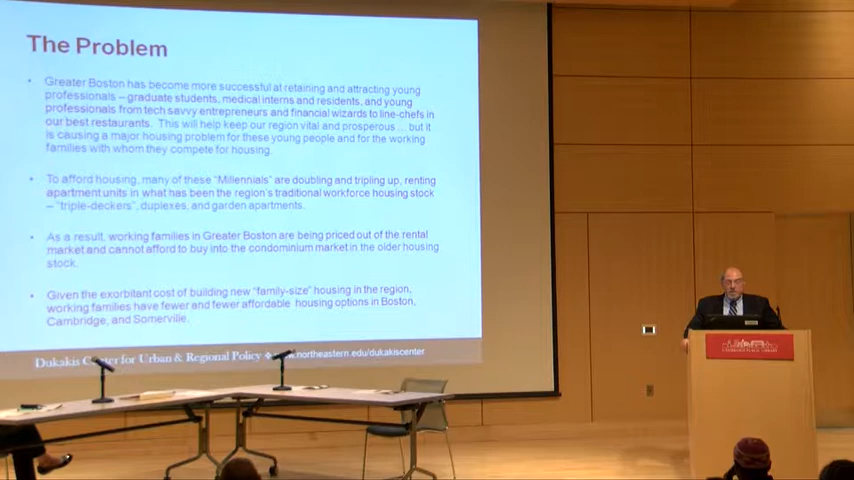 The Problem
• Greater Boston has become more successful at retaining and attracting young
professionals – graduate students, medical interns and residents, and young
professionals from tech savvy entrepreneurs and financial wizards to line-chefs in
our best restaurants. This will help keep our region vital and prosperous ... but it
is causing a major housing problem for these young people and for the working
families with whom they compete for housing.
• To afford housing, many of these “Millennials” are doubling and tripling up, renting
apartment units in what has been the region's traditional workforce housing stock
– “triple-deckers”, duplexes, and garden apartments.
• As a result, working families in Greater Boston are being priced out of the rental
market and cannot afford to buy into the condominium market in the older housing
stock.
• Given the exorbitant cost of building new “family-size” housing in the region,
working families have fewer and fewer affordable housing options in Boston,
Cambridge, and Somerville.
Dukakis Center for Urban & Regional Policy ❖ www.northeastern.edu/dukakiscenter
CAMBRIDGE PUBLIC LIBRARY